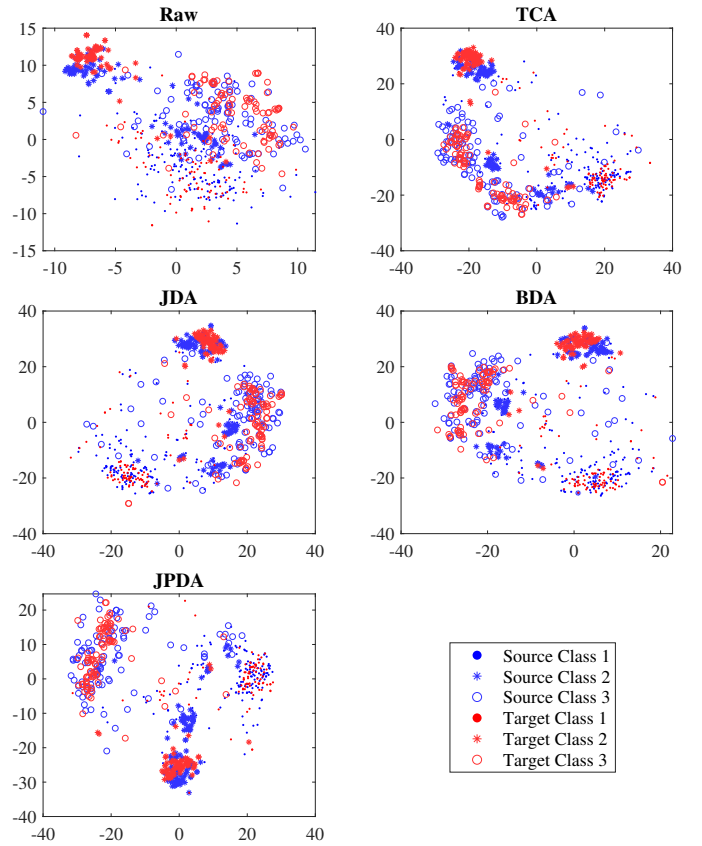 Raw
15
10
5
0
-5
-10
-15
-10 -5 0 5 10
TCA
40
20
0
-20
-40
-40 -20 0 20 40
JDA
40
20
0
-20
-40
-40 -20 0 20 40
BDA
40
20
0
-20
-40
-40 -20 0 20
JPDA
20
10
0
-10
-20
-30
-40
-40 -20 0 20 40
Source Class 1
Source Class 2
Source Class 3
Target Class 1
Target Class 2
Target Class 3